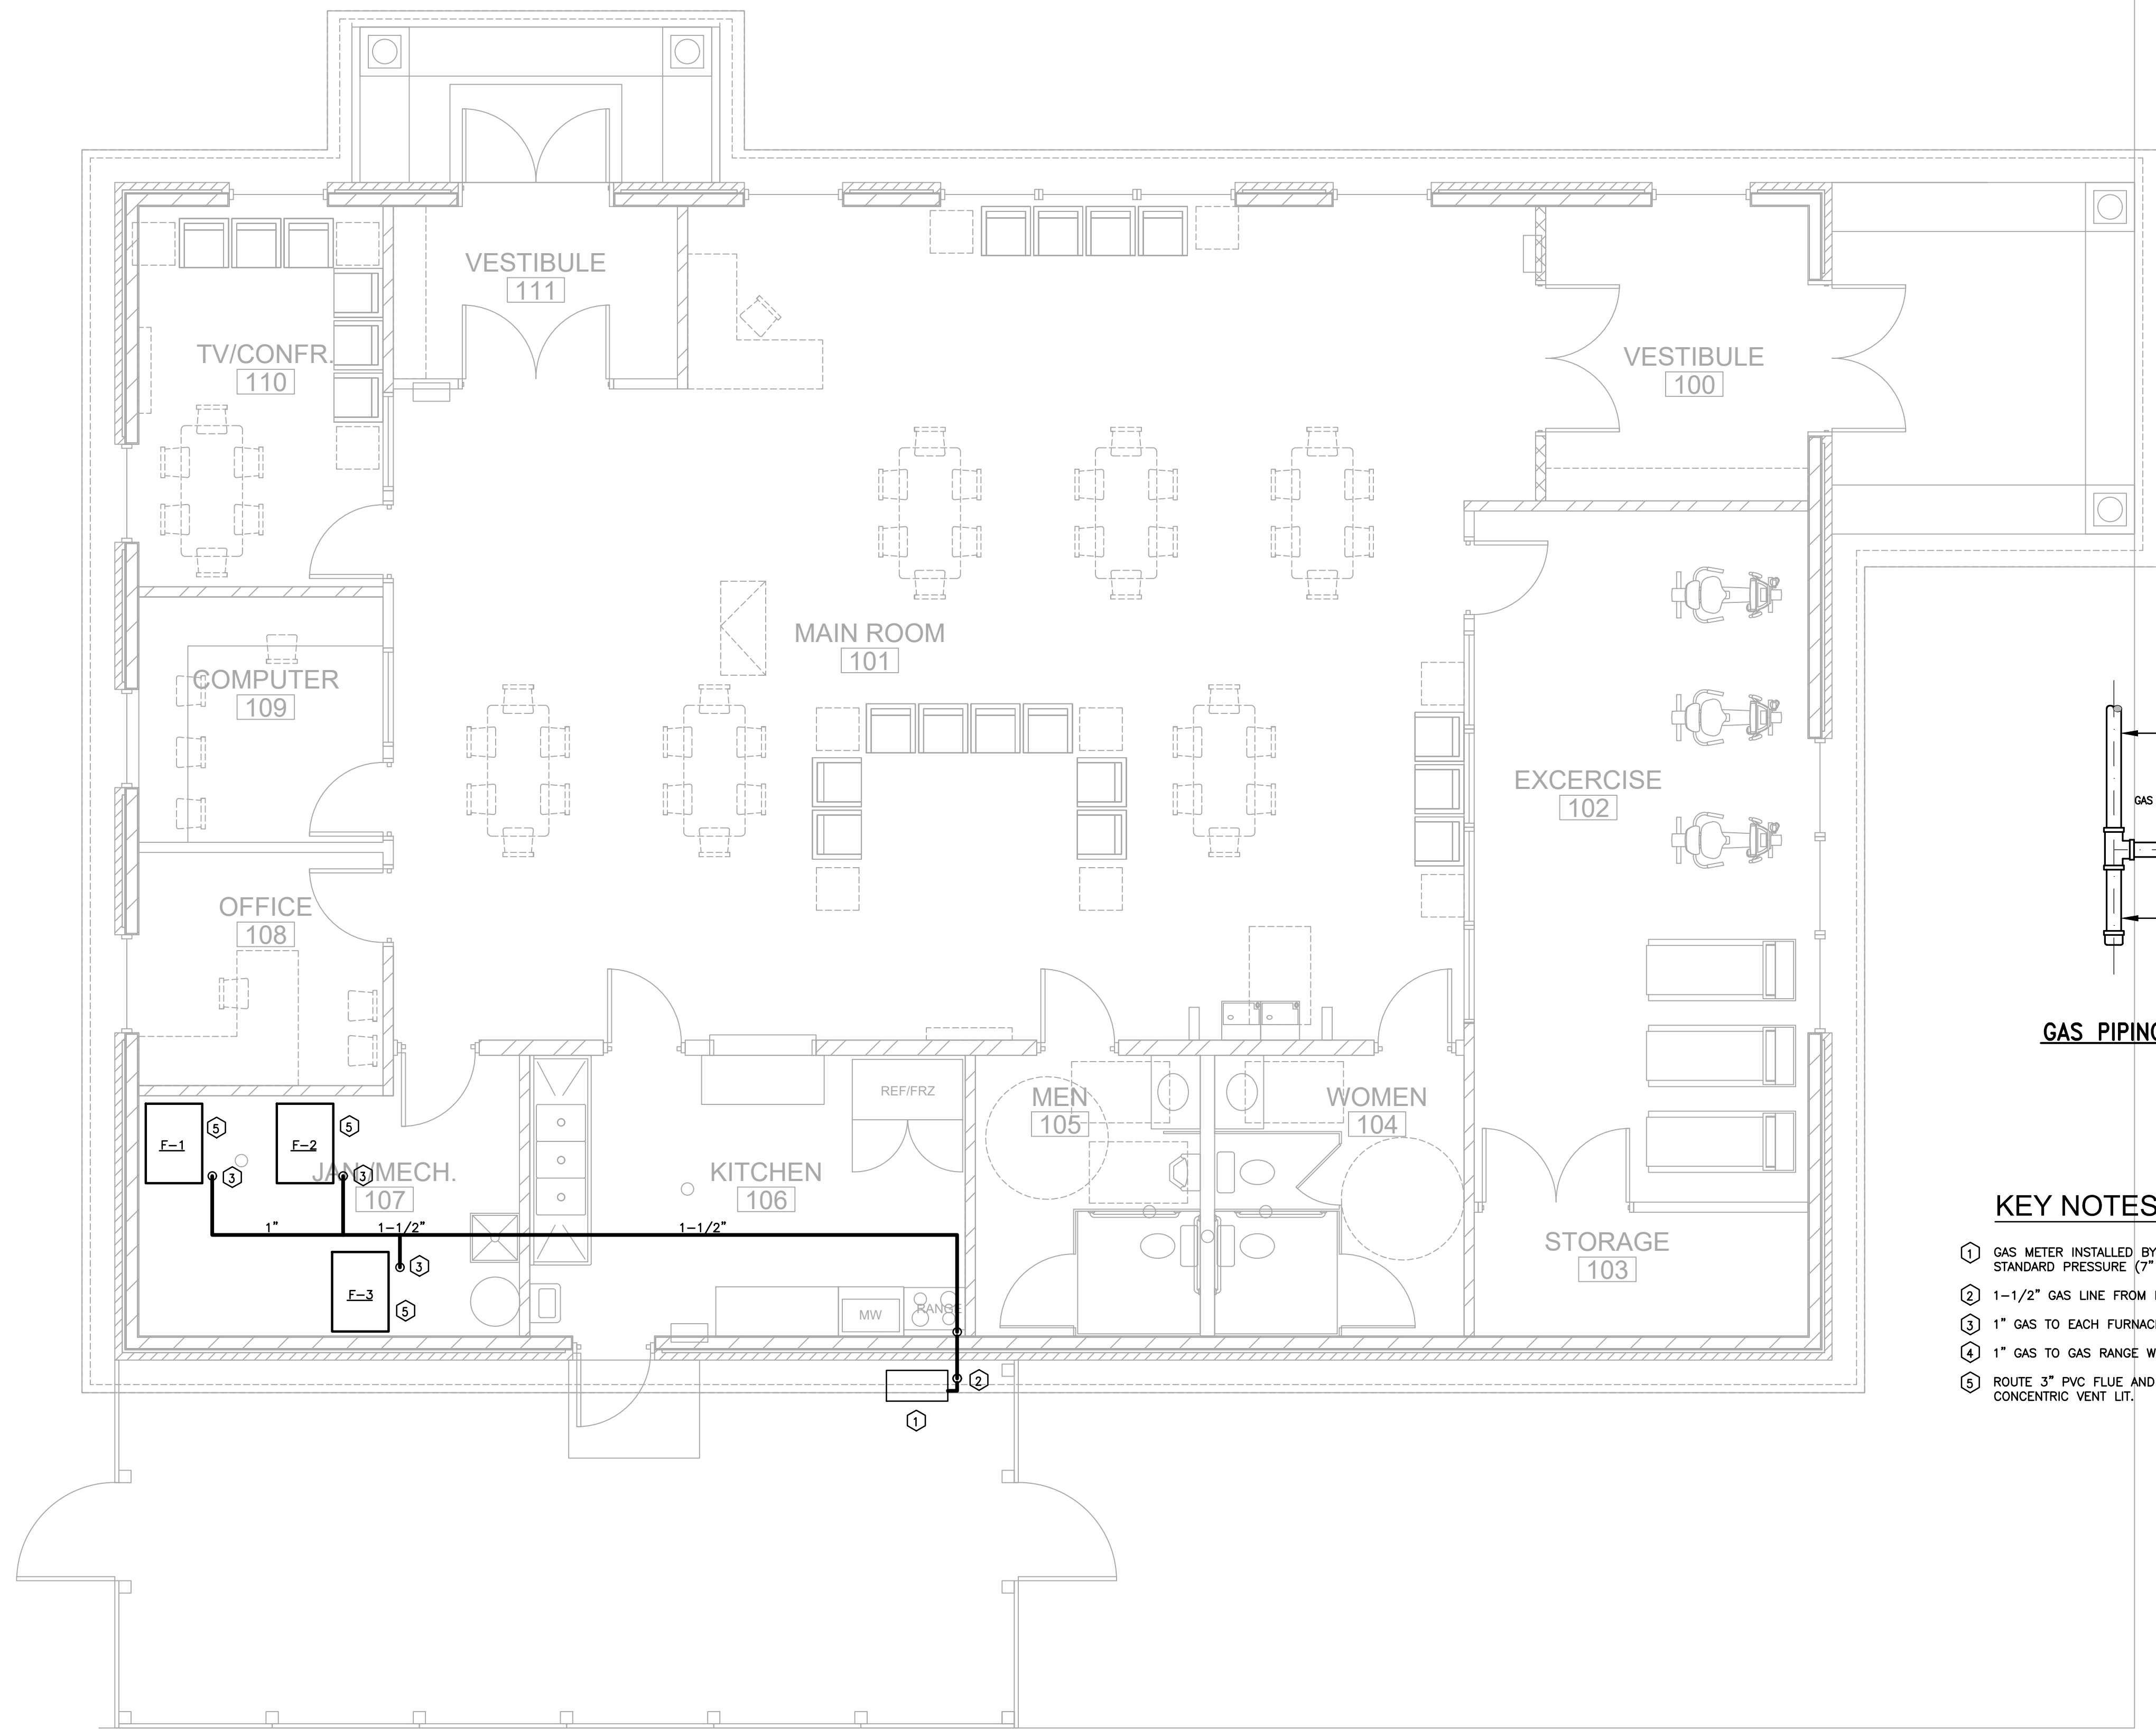 VESTIBULE
111
TV/CONFR.
110
VESTIBULE
100
MAIN ROOM
101
COMPUTER
109
EXCERCISE
102
GAS
OFFICE
108
GAS PIPING
REF/FRZ
MEN
105
WOMEN
104
F-1
5
F-2
5
3
3
JAN/MECH.
107
KITCHEN
106
1"
1-1/2"
1-1/2"
STORAGE
103
3
F-3
5
MW
RANGE
2
1
KEY NOTES
1 GAS METER INSTALLED BY
STANDARD PRESSURE (7"
2 1-1/2" GAS LINE FROM
3 1" GAS TO EACH FURNAC
4 1" GAS TO GAS RANGE W
5 ROUTE 3" PVC FLUE AND
CONCENTRIC VENT LIT.